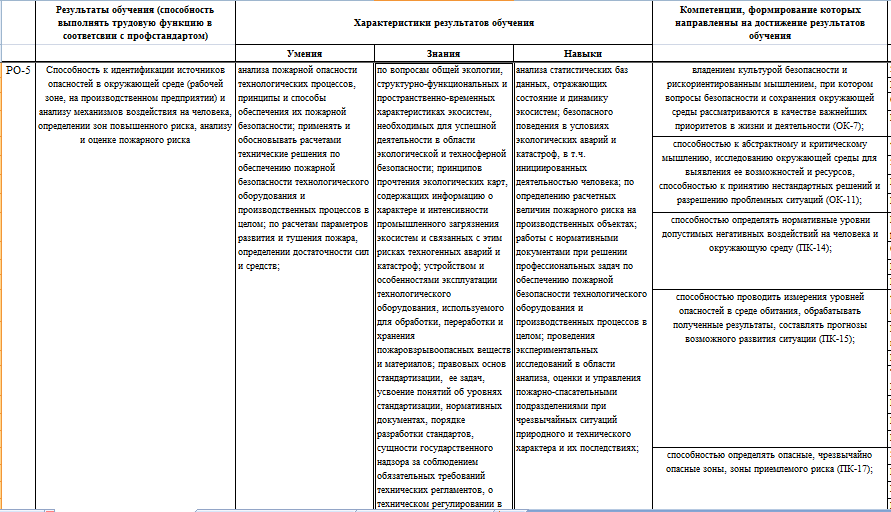 Результаты обучения (способность
выполнять трудовую функцию в
соответсвии с профстандартом)
Характеристики результатов обучения
Компетенции, формирование которых
направленны на достижение результатов
обучения
Умения
Знания
Навыки
РО-5
Способность к идентификации источников
опасностей в окружающей среде (рабочей
зоне, на производственном предприятии) и
анализу механизмов воздействия на человека,
определении зон повышенного риска, анализу
и оценке пожарного риска
анализа пожарной опасности
технологических процессов,
принципы и способы
обеспечения их пожарной
безопасности; применять и
обосновывать расчетами
технические решения по
обеспечению пожарной
безопасности технологического
оборудования и
производственных процессов в
целом; по расчетам параметров
развития и тушения пожара,
определении достаточности сил
и средств;
по вопросам общей экологии,
структурно-функциональных и
пространственно-временных
характеристиках экосистем,
необходимых для успешной
деятельности в области
экологической и техносферной
безопасности; принципов
прочтения экологических карт,
содержащих информацию о
характере и интенсивности
промышленного загрязнения
экосистем и связанных с этим
рисках техногенных аварий и
катастроф; устройством и
особенностями эксплуатации
технологического
оборудования, используемого
для обработки, переработки и
хранения
пожаровзрывоопасных веществ
и материалов; правовых основ
стандартизации, ее задач,
усвоение понятий об уровнях
стандартизации, нормативных
документах, порядке
разработки стандартов,
сущности государственного
надзора за соблюдением
обязательных требований
технических регламентов, о
техническом регулировании в
анализа статистических баз
данных, отражающих
состояние и динамику
экосистем; безопасного
поведения в условиях
экологических аварий и
катастроф, в т.ч.
инициированных
деятельностью человека; по
определению расчетных
величин пожарного риска на
производственных объектах;
работы с нормативными
документами при решении
профессиональных задач по
обеспечению пожарной
безопасности технологического
оборудования и
производственных процессов в
целом; проведения
экспериментальных
исследований в области
анализа, оценки и управления
пожарно-спасательными
подразделениями при
чрезвычайных ситуаций
природного и технического
характера и их последствиях;
владением культурой безопасности и
рискориентированным мышлением, при котором
вопросы безопасности и сохранения окружающей
среды рассматриваются в качестве важнейших
приоритетов в жизни и деятельности (ОК-7);
способностью к абстрактному и критическому
мышлению, исследованию окружающей среды для
выявления ее возможностей и ресурсов,
способностью к принятию нестандартных решений и
разрешению проблемных ситуаций (ОК-11);
способностью определять нормативные уровни
допустимых негативных воздействий на человека и
окружающую среду (ПК-14);
способностью проводить измерения уровней
опасностей в среде обитания, обрабатывать
полученные результаты, составлять прогнозы
возможного развития ситуации (ПК-15);
способностью определять опасные, чрезвычайно
опасные зоны, зоны приемлемого риска (ПК-17);